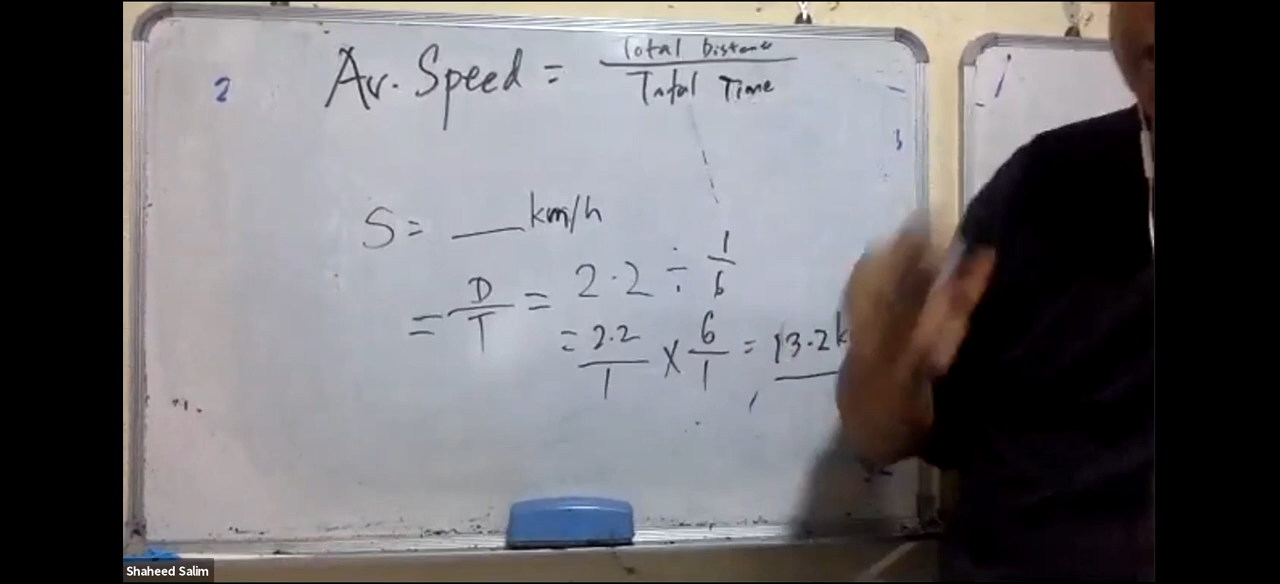 Av. Speed = Total Distance / Total Time
2
S = ___ km/h
= D/T = 2.2 ÷ 1/6
= 2.2/1 × 6/1 = 13.2 k
Shaheed Salim